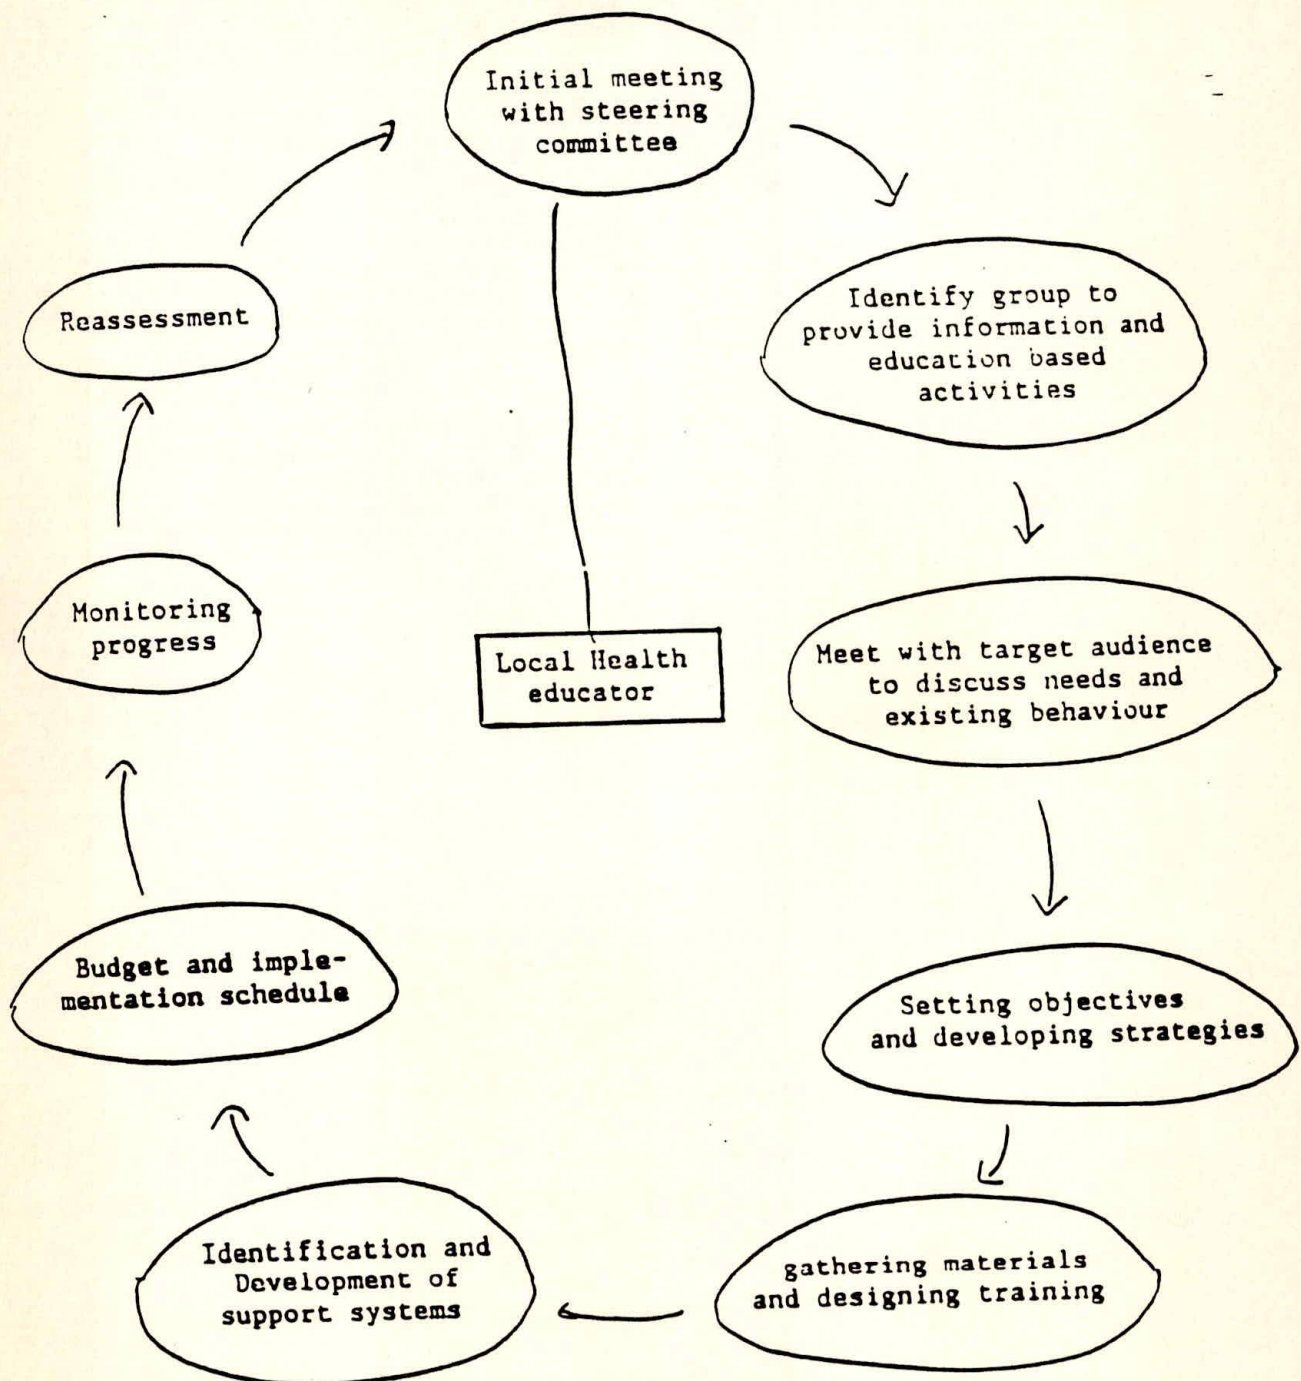 Initial meeting
with steering
committee
Identify group to
provide information and
education based
activities
Meet with target audience
to discuss needs and
existing behaviour
Setting objectives
and developing strategies
gathering materials
and designing training
Identification and
Development of
support systems
Budget and imple-
mentation schedule
Monitoring
progress
Reassessment
Local Health
educator